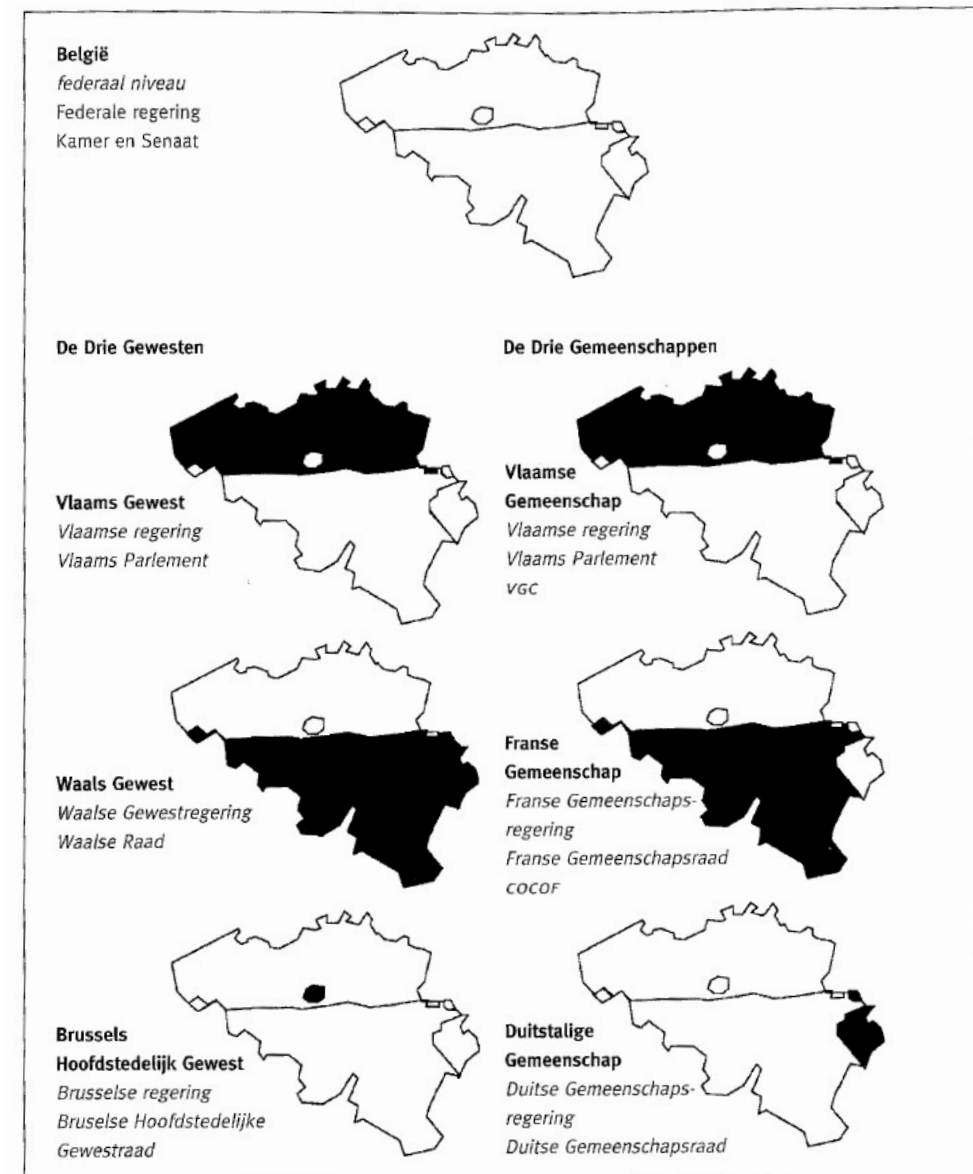 België
federaal niveau
Federale regering
Kamer en Senaat
De Drie Gewesten
De Drie Gemeenschappen
Vlaams Gewest
Vlaamse regering
Vlaams Parlement
Vlaamse
Gemeenschap
Vlaamse regering
Vlaams Parlement
VGC
Waals Gewest
Waalse Gewestregering
Waalse Raad
Franse
Gemeenschap
Franse Gemeenschaps-
regering
Franse Gemeenschapsraad
COCOF
Brussels
Hoofdstedelijk Gewest
Brusselse regering
Bruselse Hoofdstedelijke
Gewestraad
Duitstalige
Gemeenschap
Duitse Gemeenschaps-
regering
Duitse Gemeenschapsraad